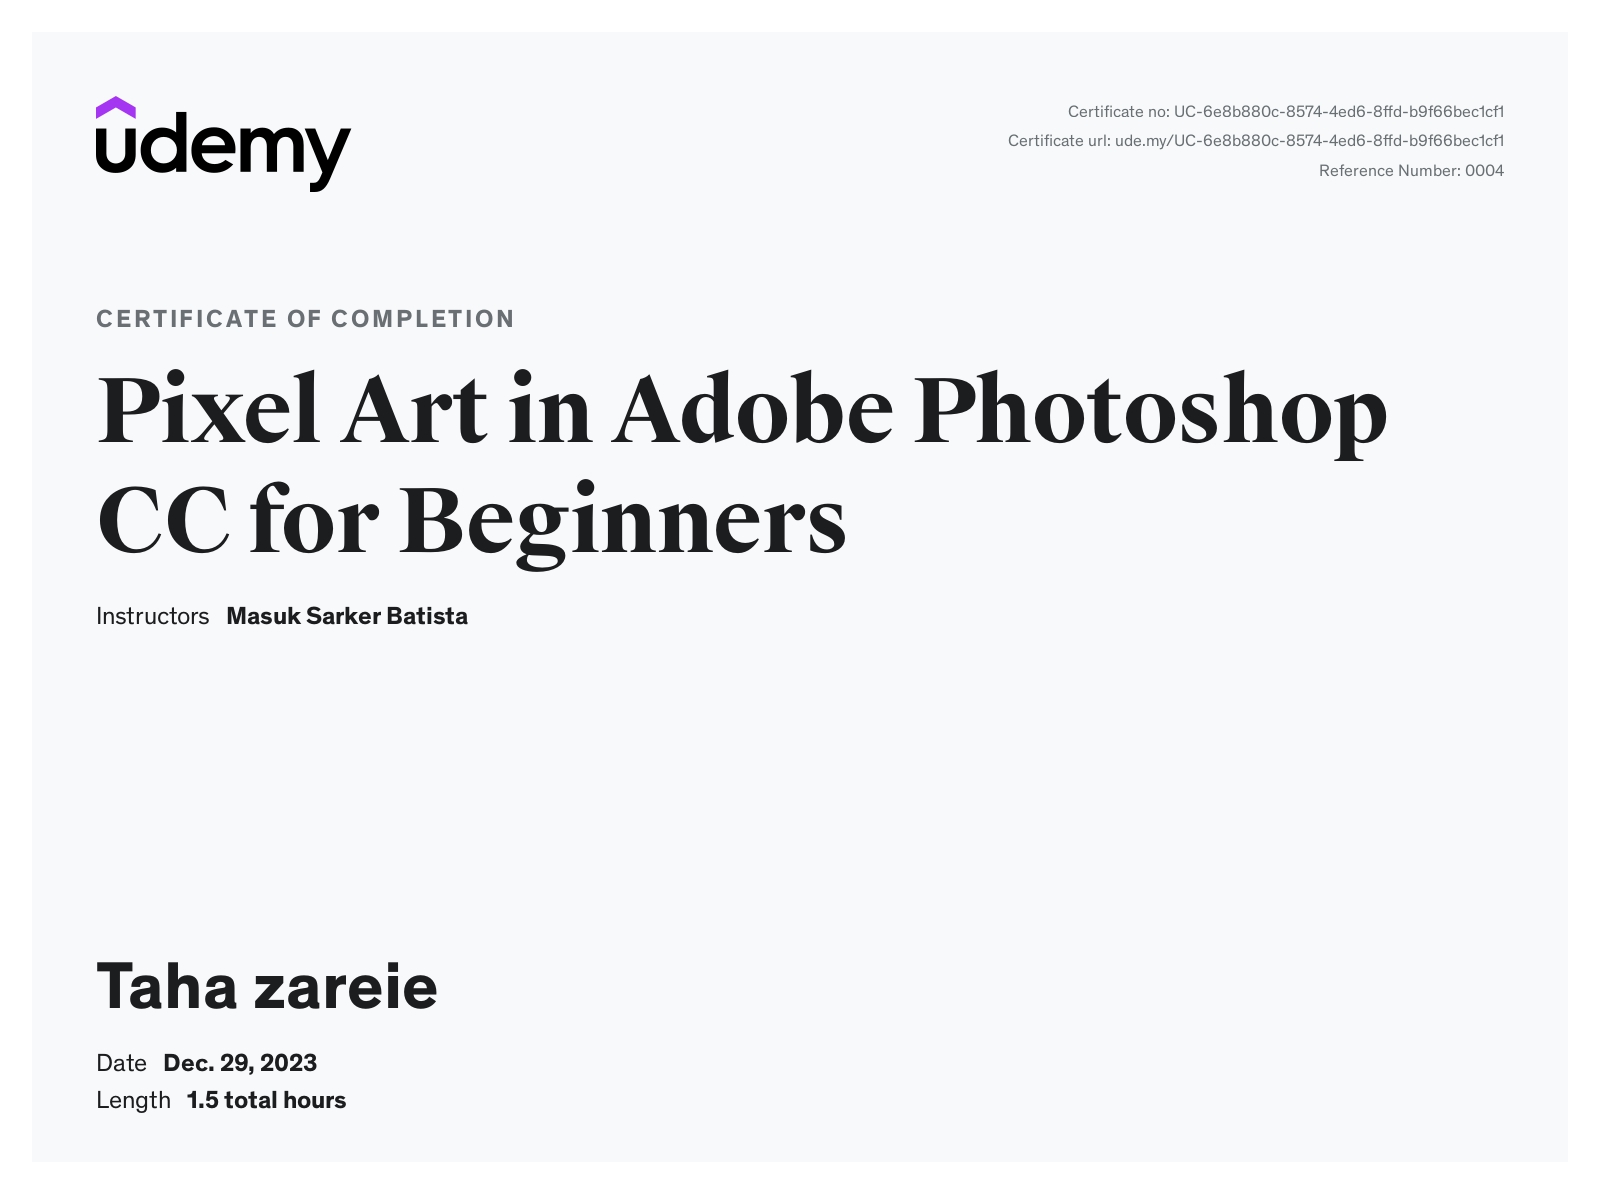 udemy
Certificate no: UC-6e8b880c-8574-4ed6-8ffd-b9f66bec1cf1
Certificate url: ude.my/UC-6e8b880c-8574-4ed6-8ffd-b9f66bec1cf1
Reference Number: 0004
CERTIFICATE OF COMPLETION
Pixel Art in Adobe Photoshop
CC for Beginners
Instructors Masuk Sarker Batista
Taha zareie
Date Dec. 29, 2023
Length 1.5 total hours